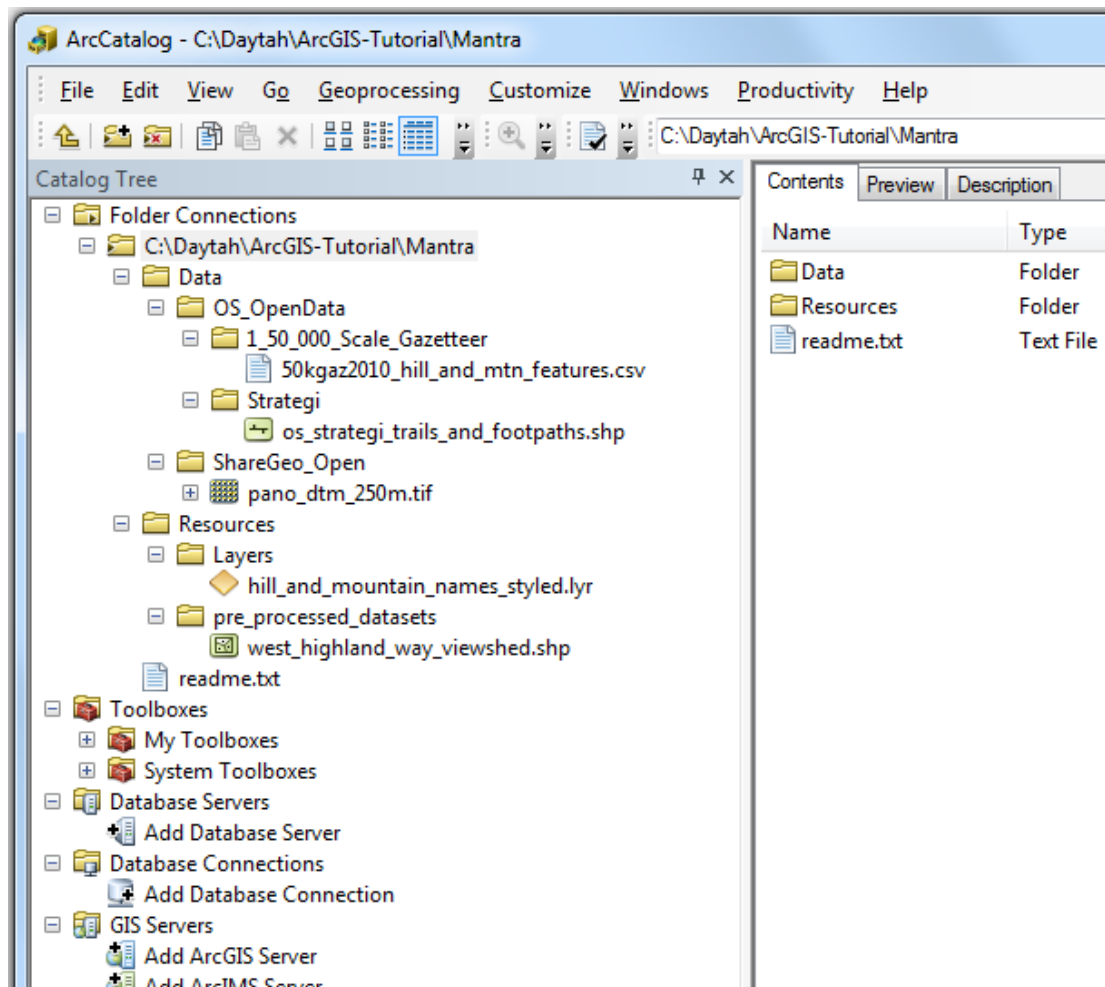 ArcCatalog - C:\Daytah\ArcGIS-Tutorial\Mantra
File Edit View Go Geoprocessing Customize Windows Productivity Help
C:\Daytah\ArcGIS-Tutorial\Mantra
Catalog Tree
Folder Connections
C:\Daytah\ArcGIS-Tutorial\Mantra
Data
OS_OpenData
1_50_000_Scale_Gazetteer
50kgaz2010_hill_and_mtn_features.csv
Strategi
os_strategi_trails_and_footpaths.shp
ShareGeo_Open
pano_dtm_250m.tif
Resources
Layers
hill_and_mountain_names_styled.lyr
pre_processed_datasets
west_highland_way_viewshed.shp
readme.txt
Toolboxes
My Toolboxes
System Toolboxes
Database Servers
Add Database Server
Database Connections
Add Database Connection
GIS Servers
Add ArcGIS Server
Add ArcIMS Server
Contents Preview Description
Name Type
Data Folder
Resources Folder
readme.txt Text File